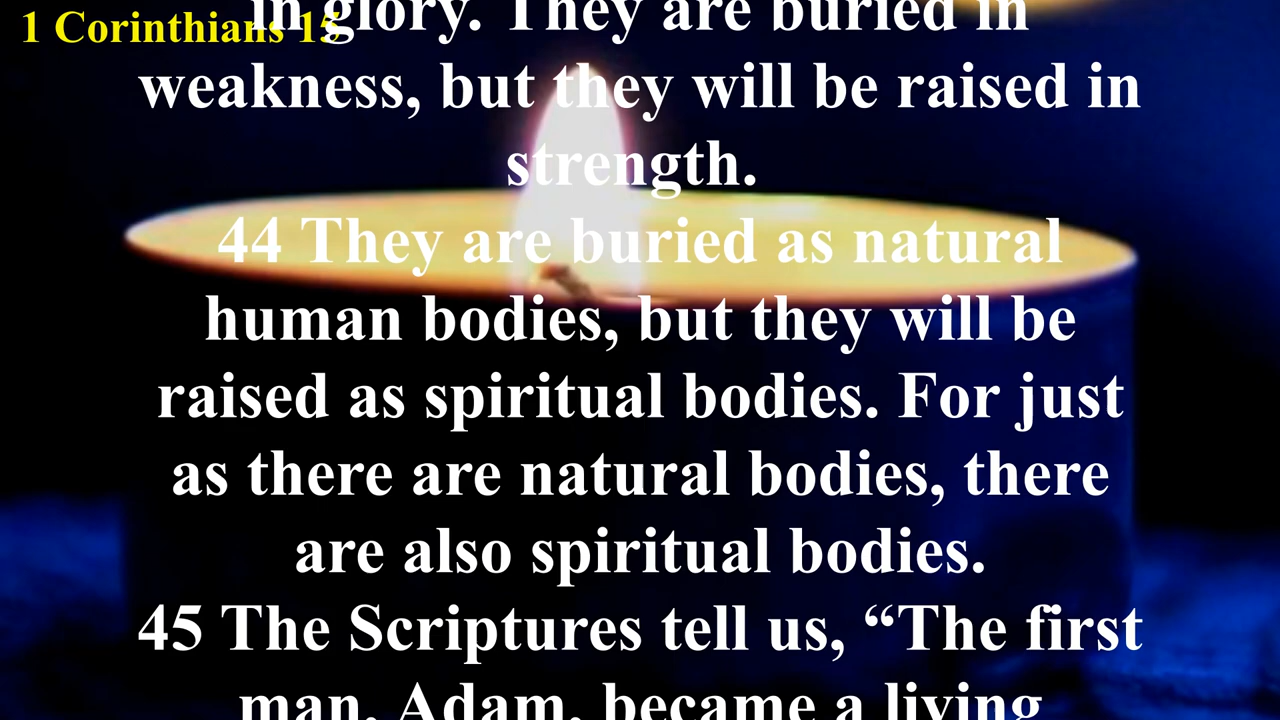 1 Corinthians 15
in glory. They are buried in
weakness, but they will be raised in
strength.
44 They are buried as natural
human bodies, but they will be
raised as spiritual bodies. For just
as there are natural bodies, there
are also spiritual bodies.
45 The Scriptures tell us, “The first
man, Adam, became a living